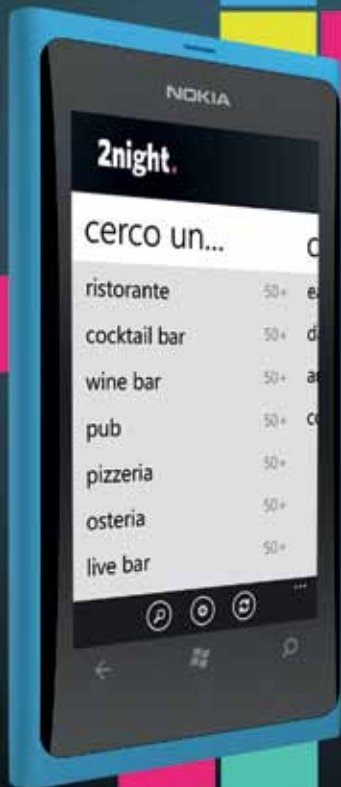 NOKIA
2night.
cerco un...
ristorante 50+
cocktail bar 50+
wine bar 50+
pub 50+
pizzeria 50+
osteria 50+
live bar 50+